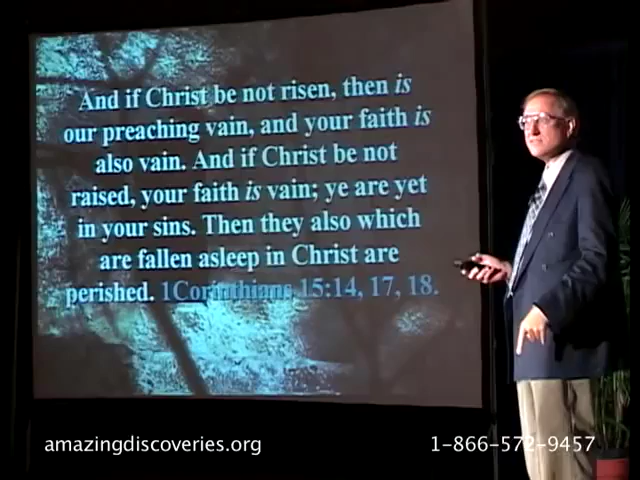 And if Christ be not risen, then is
our preaching vain, and your faith is
also vain. And if Christ be not
raised, your faith is vain; ye are yet
in your sins. Then they also which
are fallen asleep in Christ are
perished. 1Corinthians 15:14, 17, 18.
amazingdiscoveries.org
1-866-572-9457